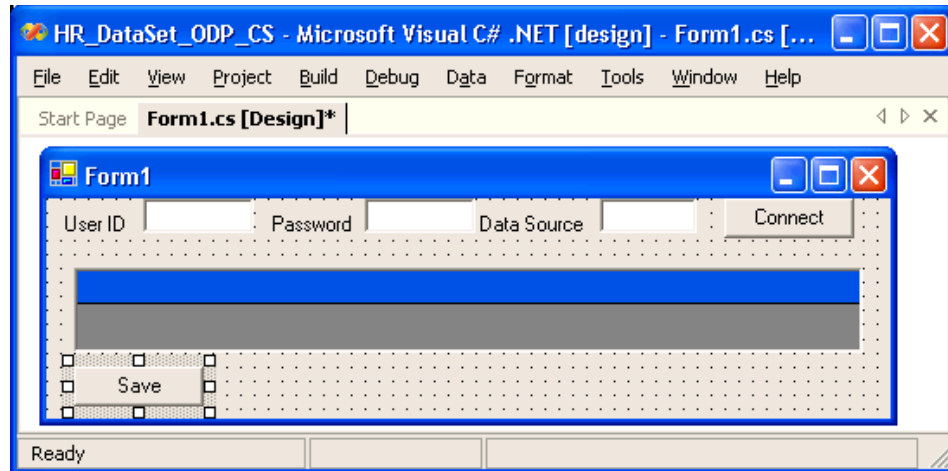 HR_DataSet_ODP_CS - Microsoft Visual C# .NET [design] - Form1.cs [...
File Edit View Project Build Debug Data Format Tools Window Help
Start Page Form1.cs [Design]*
Form1
User ID Password Data Source Connect
Save
Ready